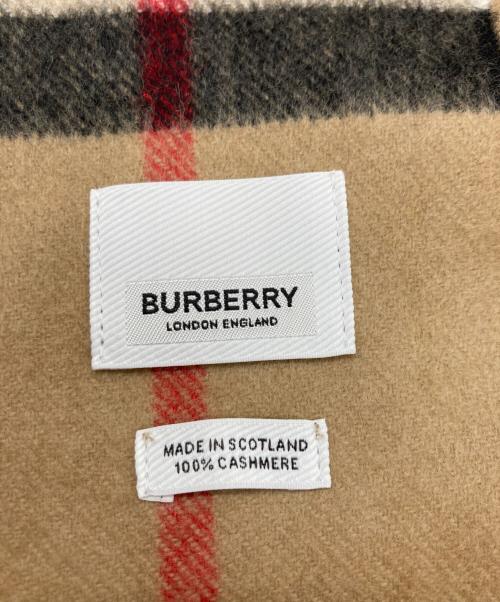 BURBERRY
LONDON ENGLAND
MADE IN SCOTLAND
100% CASHMERE